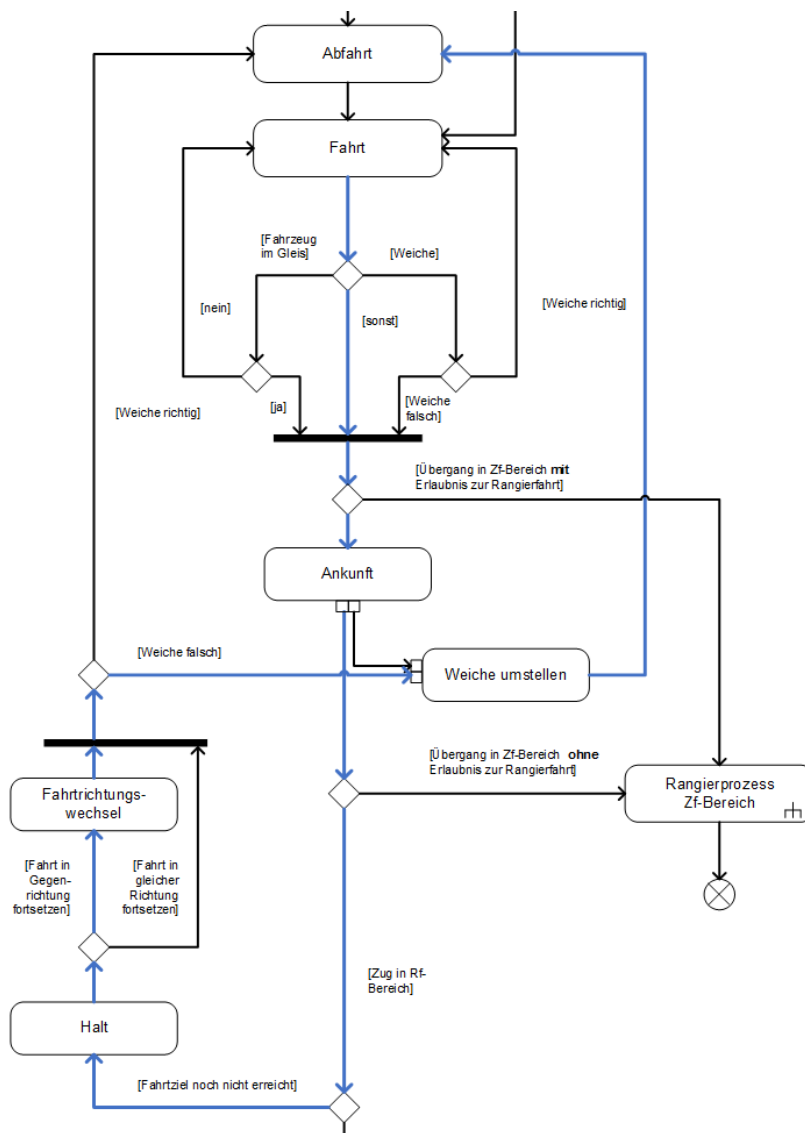 Abfahrt
Fahrt
[Fahrzeug
im Gleis]
[Weiche]
[nein]
[sonst]
[Weiche richtig]
[Weiche richtig]
[ja]
[Weiche
falsch]
[Übergang in Zf-Bereich mit
Erlaubnis zur Rangierfahrt]
Ankunft
[Weiche falsch]
Weiche umstellen
[Übergang in Zf-Bereich ohne
Erlaubnis zur Rangierfahrt]
Rangierprozess
Zf-Bereich
Fahrtrichtungs-
wechsel
[Fahrt in
Gegen-
richtung
fortsetzen]
[Fahrt in
gleicher
Richtung
fortsetzen]
[Zug in Rf-
Bereich]
Halt
[Fahrtziel noch nicht erreicht]